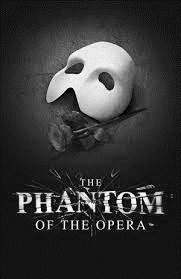 THE
PHANTOM
OF THE OPERA